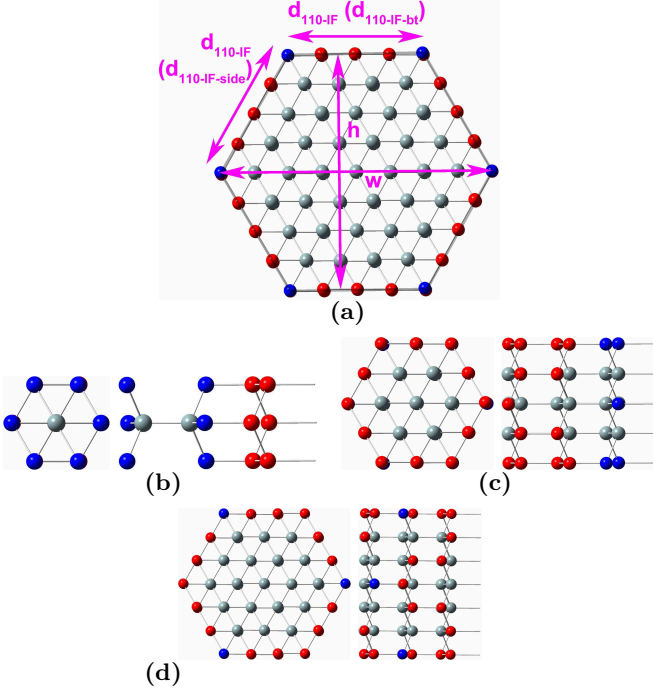 d110-IF (d110-IF-bt)
d110-IF
(d110-IF-side)
h
w
(a)
(b)
(c)
(d)